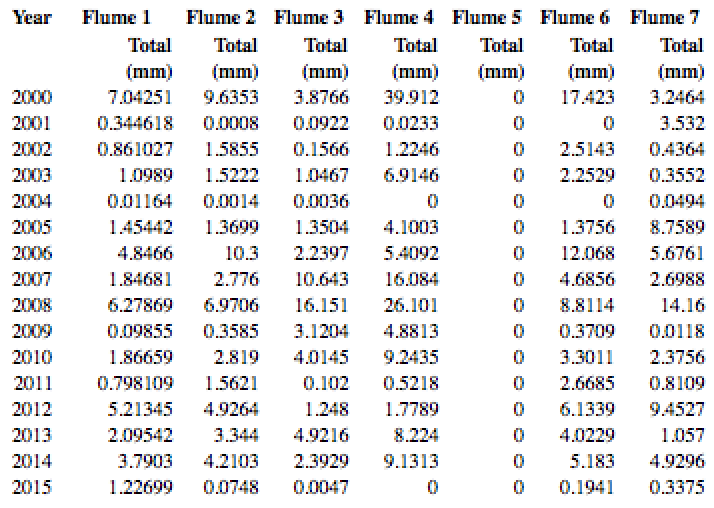 Year Flume 1 Flume 2 Flume 3 Flume 4 Flume 5 Flume 6 Flume 7
Total Total Total Total Total Total Total
(mm) (mm) (mm) (mm) (mm) (mm) (mm)
2000 7.04251 9.6353 3.8766 39.912 0 17.423 3.2464
2001 0.344618 0.0008 0.0922 0.0233 0 0 3.532
2002 0.861027 1.5855 0.1566 1.2246 0 2.5143 0.4364
2003 1.0989 1.5222 1.0467 6.9146 0 2.2529 0.3552
2004 0.01164 0.0014 0.0036 0 0 0 0.0494
2005 1.45442 1.3699 1.3504 4.1003 0 1.3756 8.7589
2006 4.8466 10.3 2.2397 5.4092 0 12.068 5.6761
2007 1.84681 2.776 10.643 16.084 0 4.6856 2.6988
2008 6.27869 6.9706 16.151 26.101 0 8.8114 14.16
2009 0.09855 0.3585 3.1204 4.8813 0 0.3709 0.0118
2010 1.86659 2.819 4.0145 9.2435 0 3.3011 2.3756
2011 0.798109 1.5621 0.102 0.5218 0 2.6685 0.8109
2012 5.21345 4.9264 1.248 1.7789 0 6.1339 9.4527
2013 2.09542 3.344 4.9216 8.224 0 4.0229 1.057
2014 3.7903 4.2103 2.3929 9.1313 0 5.183 4.9296
2015 1.22699 0.0748 0.0047 0 0 0.1941 0.3375